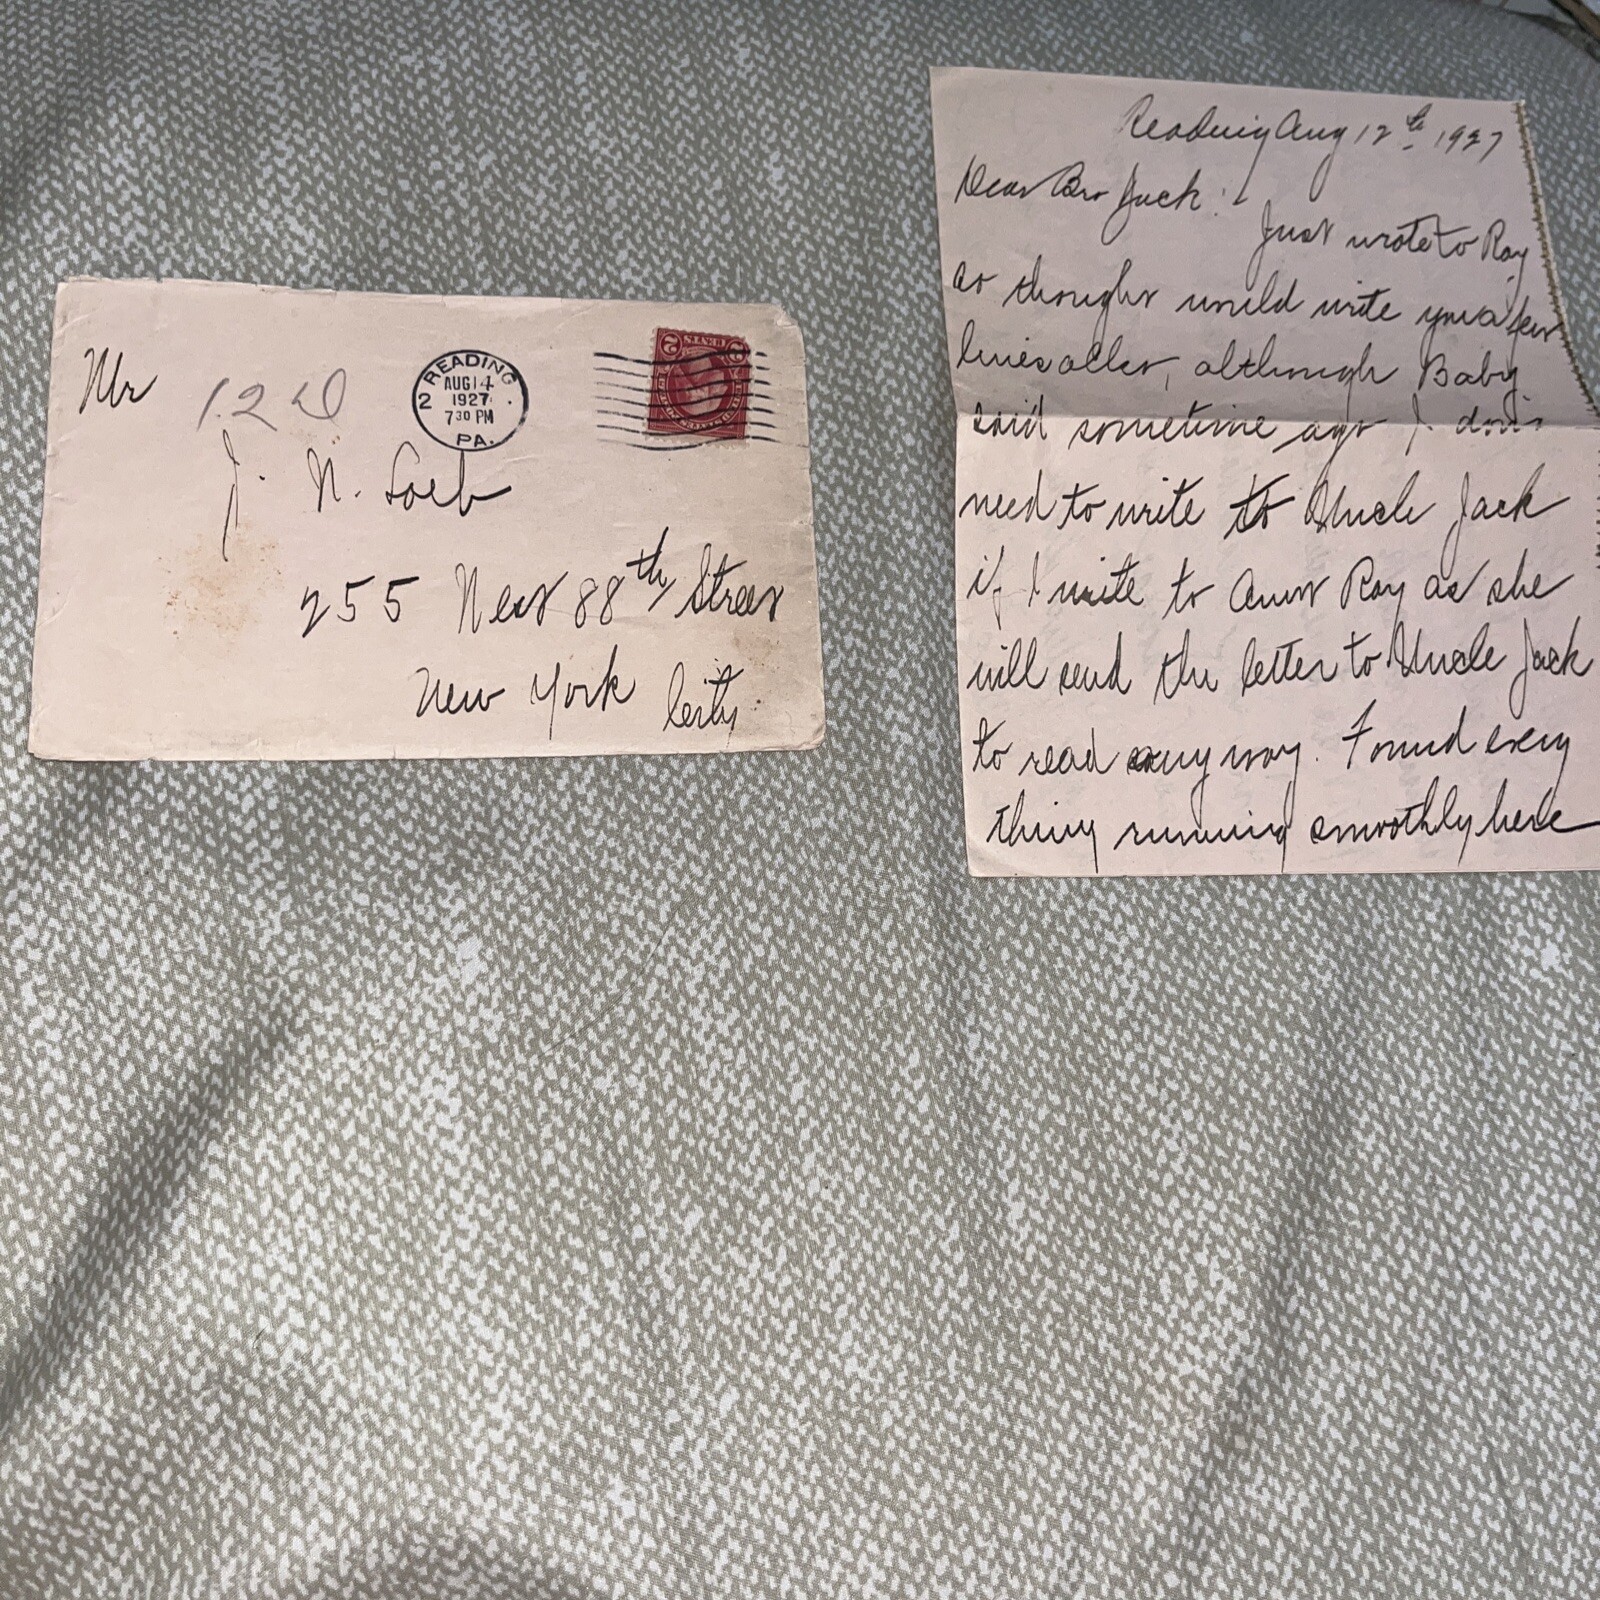 Mr
12D
READING
AUG 14
1927
7 30 PM
2
PA.
J. N. Loeb
255 West 88th Street
New York City
Reading Aug 12th 1927
Dear Bro Jack:
Just wrote to Ray
so thought would write you a few
lines also, although Baby
said sometime ago I don't
need to write to Uncle Jack
if I write to Aunt Ray as she
will send the letter to Uncle Jack
to read any way. Found every
thing running smoothly here